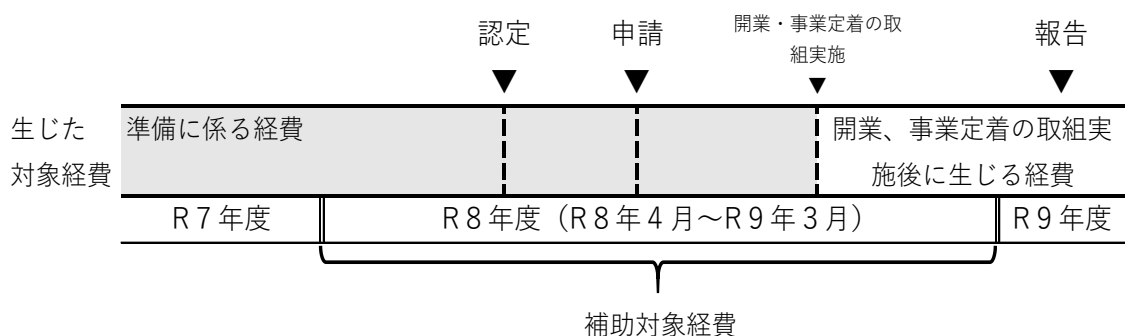 認定
申請
開業・事業定着の取
組実施
報告
生じた
対象経費
準備に係る経費
開業、事業定着の取組実
施後に生じる経費
R７年度
R８年度（R８年４月～R９年３月）
R９年度
補助対象経費